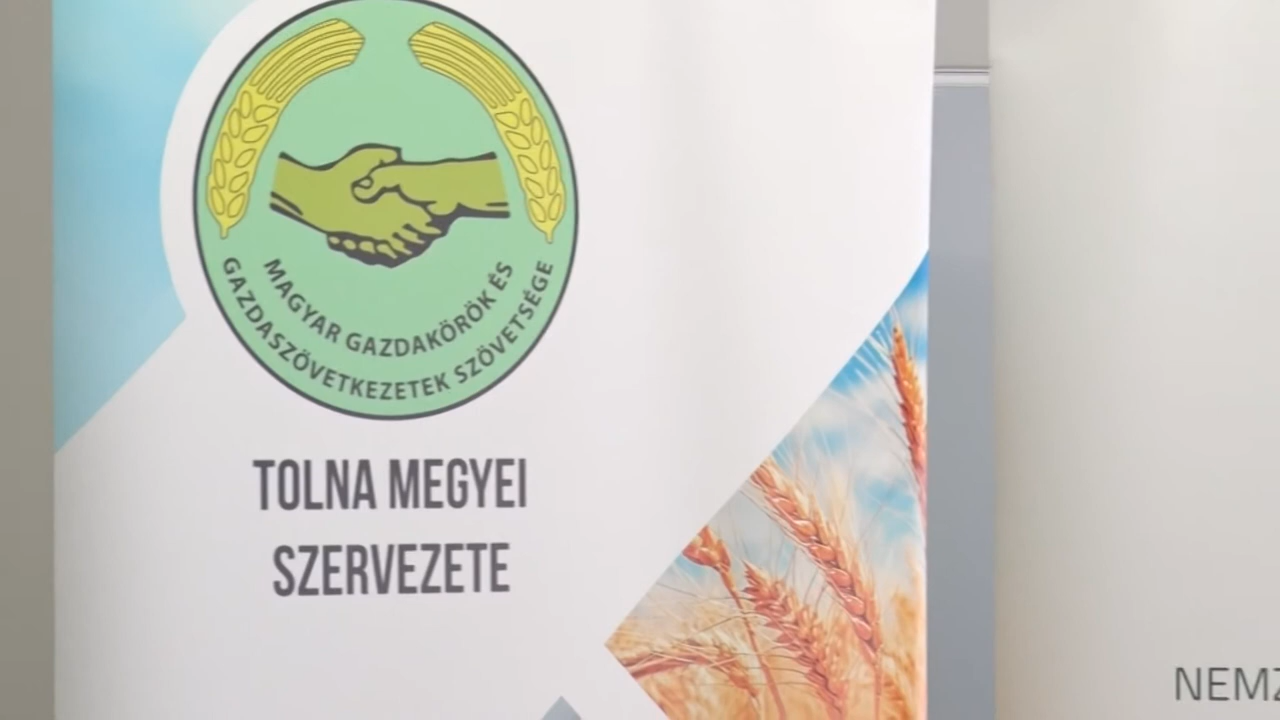 MAGYAR GAZDAKÖRÖK ÉS
GAZDASZÖVETKEZETEK SZÖVETSÉGE
TOLNA MEGYEI
SZERVEZETE